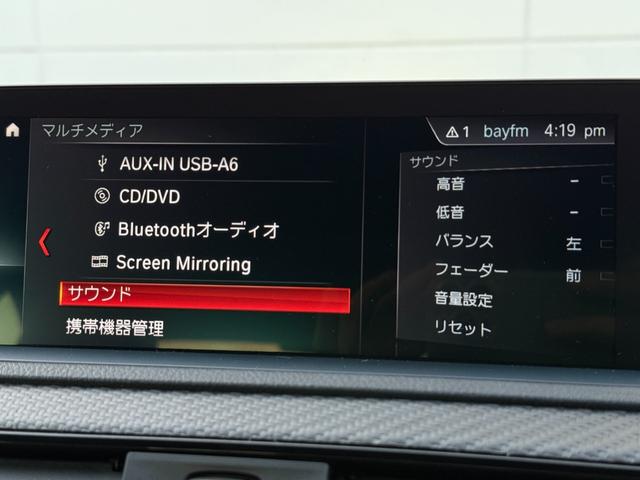 マルチメディア
1 bayfm 4:19 pm
AUX-IN USB-A6
CD/DVD
Bluetoothオーディオ
Screen Mirroring
サウンド
携帯機器管理
サウンド
高音 -
低音 -
バランス 左
フェーダー 前
音量設定
リセット